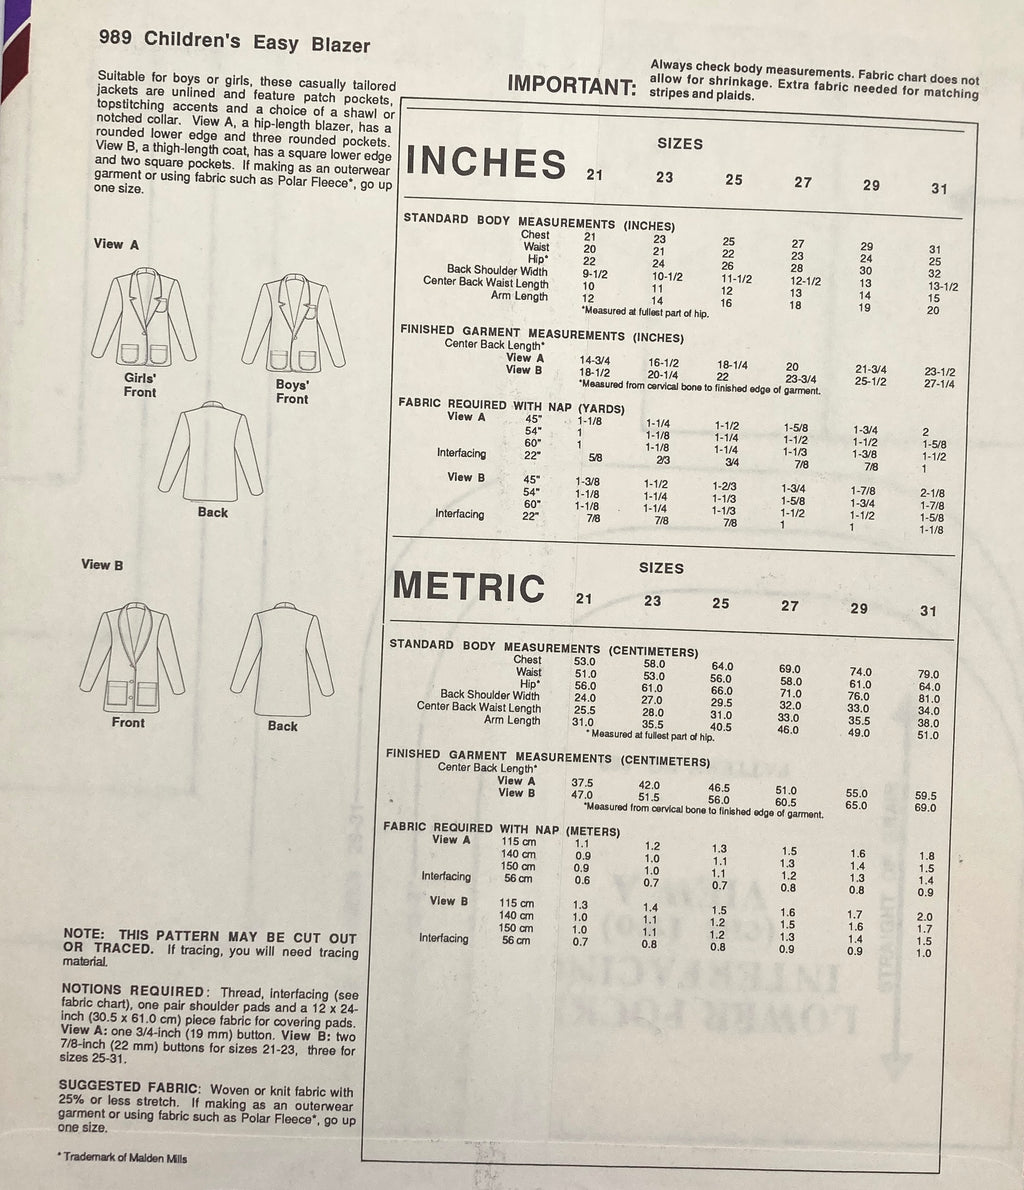 989 Children's Easy Blazer
Suitable for boys or girls, these casually tailored
jackets are unlined and feature patch pockets,
topstitching accents and a choice of a shawl or
notched collar. View A, a hip-length blazer, has a
rounded lower edge and three rounded pockets.
View B, a thigh-length coat, has a square lower edge
and two square pockets. If making as an outerwear
garment or using fabric such as Polar Fleece*, go up
one size.
View A
Girls'
Front
Boys'
Front
Back
View B
Front
Back
NOTE: THIS PATTERN MAY BE CUT OUT
OR TRACED. If tracing, you will need tracing
material.
NOTIONS REQUIRED: Thread, interfacing (see
fabric chart), one pair shoulder pads and a 12 x 24-
inch (30.5 x 61.0 cm) piece fabric for covering pads.
View A: one 3/4-inch (19 mm) button. View B: two
7/8-inch (22 mm) buttons for sizes 21-23, three for
sizes 25-31.
SUGGESTED FABRIC: Woven or knit fabric with
25% or less stretch. If making as an outerwear
garment or using fabric such as Polar Fleece*, go up
one size.
* Trademark of Malden Mills
IMPORTANT: Always check body measurements. Fabric chart does not
allow for shrinkage. Extra fabric needed for matching
stripes and plaids.
SIZES
INCHES 21 23 25 27 29 31
STANDARD BODY MEASUREMENTS (INCHES)
Chest 21 23 25 27 29 31
Waist 20 21 22 23 24 25
Hip* 22 24 26 28 30 32
Back Shoulder Width 9-1/2 10-1/2 11-1/2 12-1/2 13 13-1/2
Center Back Waist Length 10 11 12 13 14 15
Arm Length 12 14 16 18 19 20
*Measured at fullest part of hip.
FINISHED GARMENT MEASUREMENTS (INCHES)
Center Back Length*
View A 14-3/4 16-1/2 18-1/4 20 21-3/4 23-1/2
View B 18-1/2 20-1/4 22 23-3/4 25-1/2 27-1/4
*Measured from cervical bone to finished edge of garment.
FABRIC REQUIRED WITH NAP (YARDS)
View A 45" 1-1/8 1-1/4 1-1/2 1-5/8 1-3/4 2
54" 1 1-1/8 1-1/4 1-1/2 1-1/2 1-5/8
60" 1 1-1/8 1-1/4 1-1/3 1-3/8 1-1/2
Interfacing 22" 5/8 2/3 3/4 7/8 7/8 1
View B 45" 1-3/8 1-1/2 1-2/3 1-3/4 1-7/8 2-1/8
54" 1-1/8 1-1/4 1-1/3 1-5/8 1-3/4 1-7/8
60" 1-1/8 1-1/4 1-1/3 1-1/2 1-1/2 1-5/8
Interfacing 22" 7/8 7/8 7/8 1 1 1-1/8
SIZES
METRIC 21 23 25 27 29 31
STANDARD BODY MEASUREMENTS (CENTIMETERS)
Chest 53.0 58.0 64.0 69.0 74.0 79.0
Waist 51.0 53.0 56.0 58.0 61.0 64.0
Hip* 56.0 61.0 66.0 71.0 76.0 81.0
Back Shoulder Width 24.0 27.0 29.5 32.0 33.0 34.0
Center Back Waist Length 25.5 28.0 31.0 33.0 35.5 38.0
Arm Length 31.0 35.5 40.5 46.0 49.0 51.0
* Measured at fullest part of hip.
FINISHED GARMENT MEASUREMENTS (CENTIMETERS)
Center Back Length*
View A 37.5 42.0 46.5 51.0 55.0 59.5
View B 47.0 51.5 56.0 60.5 65.0 69.0
*Measured from cervical bone to finished edge of garment.
FABRIC REQUIRED WITH NAP (METERS)
View A 115 cm 1.1 1.2 1.3 1.5 1.6 1.8
140 cm 0.9 1.0 1.1 1.3 1.4 1.5
150 cm 0.9 1.0 1.1 1.2 1.3 1.4
Interfacing 56 cm 0.6 0.7 0.7 0.8 0.8 0.9
View B 115 cm 1.3 1.4 1.5 1.6 1.7 2.0
140 cm 1.0 1.1 1.2 1.5 1.6 1.7
150 cm 1.0 1.1 1.2 1.3 1.4 1.5
Interfacing 56 cm 0.7 0.8 0.8 0.9 0.9 1.0